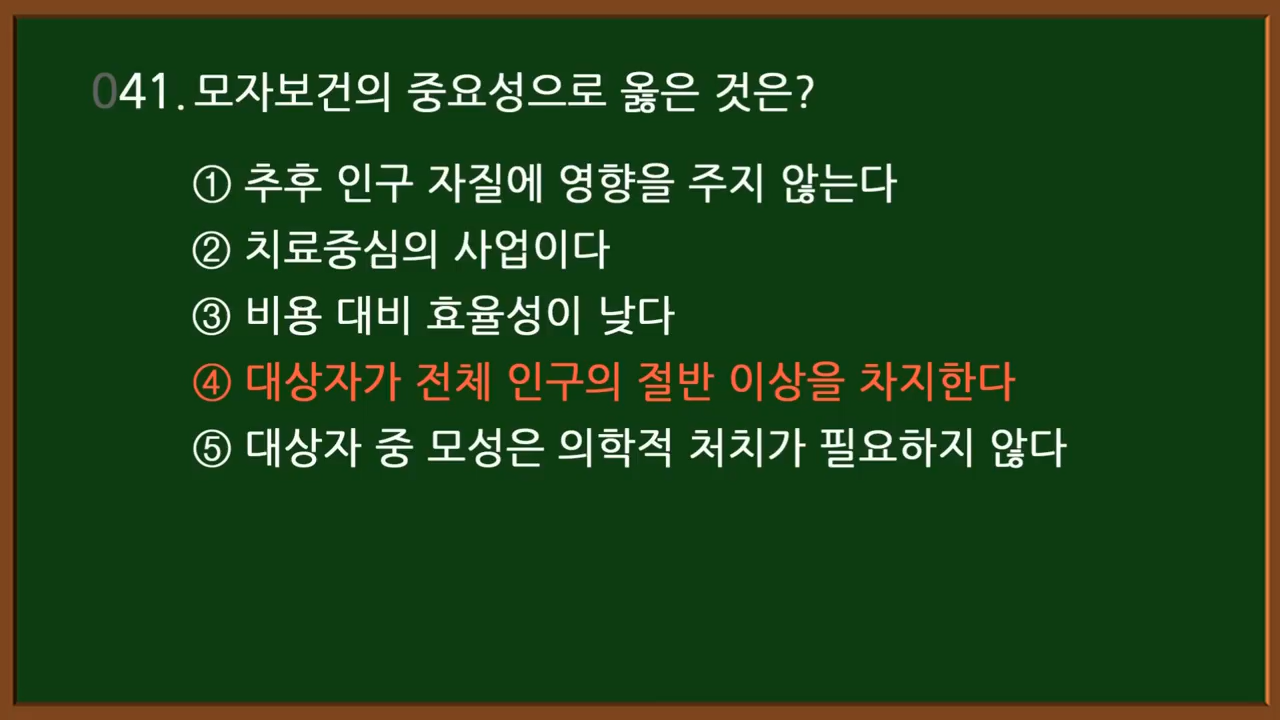 041. 모자보건의 중요성으로 옳은 것은?
① 추후 인구 자질에 영향을 주지 않는다
② 치료중심의 사업이다
③ 비용 대비 효율성이 낮다
④ 대상자가 전체 인구의 절반 이상을 차지한다
⑤ 대상자 중 모성은 의학적 처치가 필요하지 않다